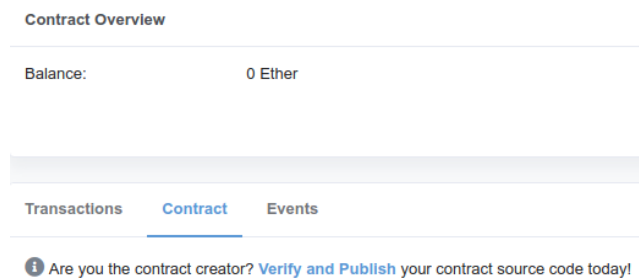 Contract Overview
Balance: 0 Ether
Transactions Contract Events
Are you the contract creator? Verify and Publish your contract source code today!